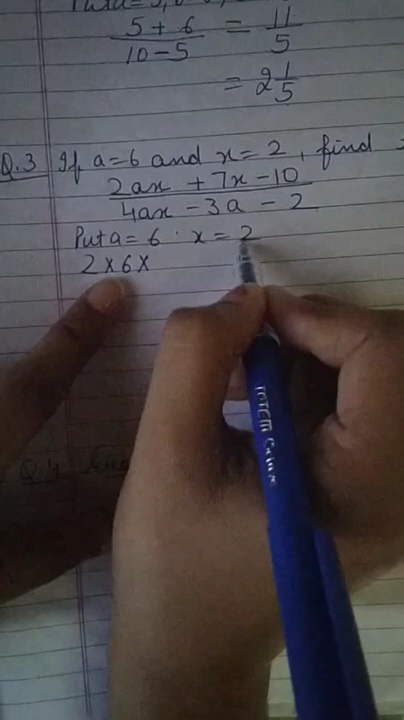 5 + 6 = 11
10 - 5 5
= 2 1/5
Q.3 If a=6 and x=2, find
2ax + 7x - 10
4ax - 3a - 2
Put a = 6 · x = 2
2 × 6 ×